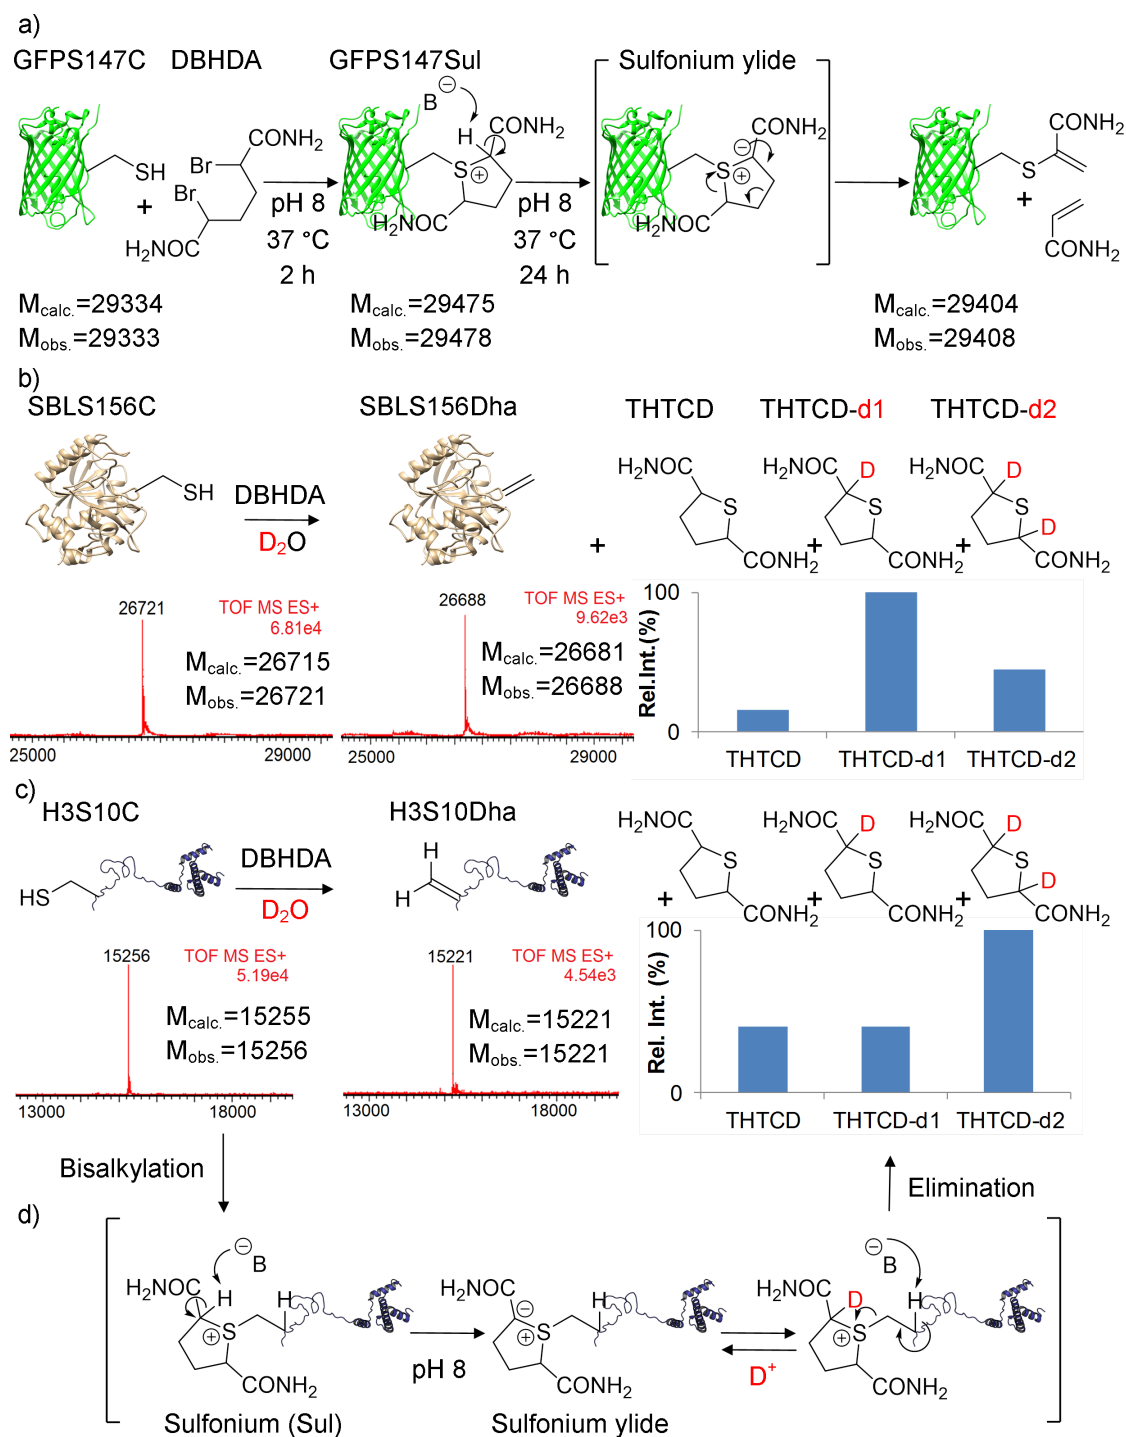 a)
GFPS147C DBHDA GFPS147Sul Sulfonium ylide
B
⊖
H
CONH2
CONH2
CONH2
CONH2
Br
SH
S
⊕
S
⊕
−
S
Br
+
pH 8
pH 8
+
H2NOC
H2NOC
H2NOC
37 °C
37 °C
CONH2
2 h
24 h
Mcalc.=29334
Mobs.=29333
Mcalc.=29475
Mobs.=29478
Mcalc.=29404
Mobs.=29408
b)
SBLS156C SBLS156Dha THTCD THTCD-d1 THTCD-d2
SH
DBHDA
D2O
+
H2NOC
S
CONH2
+
H2NOC
D
S
CONH2
+
H2NOC
D
S
D
CONH2
26721
TOF MS ES+
6.81e4
Mcalc.=26715
Mobs.=26721
25000 29000
26688
TOF MS ES+
9.62e3
Mcalc.=26681
Mobs.=26688
25000 29000
100
Rel.Int.(%)
0
THTCD THTCD-d1 THTCD-d2
c)
H3S10C H3S10Dha
HS
DBHDA
D2O
H
H
+
H2NOC
S
CONH2
+
H2NOC
D
S
CONH2
+
H2NOC
D
S
D
CONH2
15256
TOF MS ES+
5.19e4
Mcalc.=15255
Mobs.=15256
13000 18000
15221
TOF MS ES+
4.54e3
Mcalc.=15221
Mobs.=15221
13000 18000
100
Rel. Int. (%)
0
THTCD THTCD-d1 THTCD-d2
Bisalkylation
Elimination
d)
⊖
B
H2NOC
H
H
S
⊕
CONH2
Sulfonium (Sul)
pH 8
H2NOC
−
H
S
⊕
CONH2
Sulfonium ylide
D+
⊖
B
H2NOC
D
H
S
⊕
CONH2